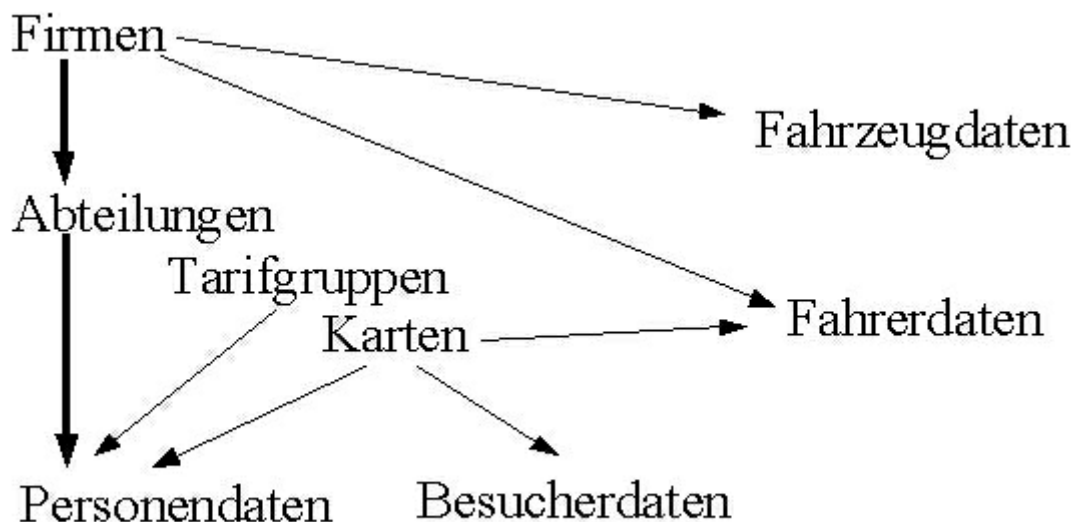 Firmen
Fahrzeugdaten
Abteilungen
Tarifgruppen
Karten
Fahrerdaten
Personendaten
Besucherdaten